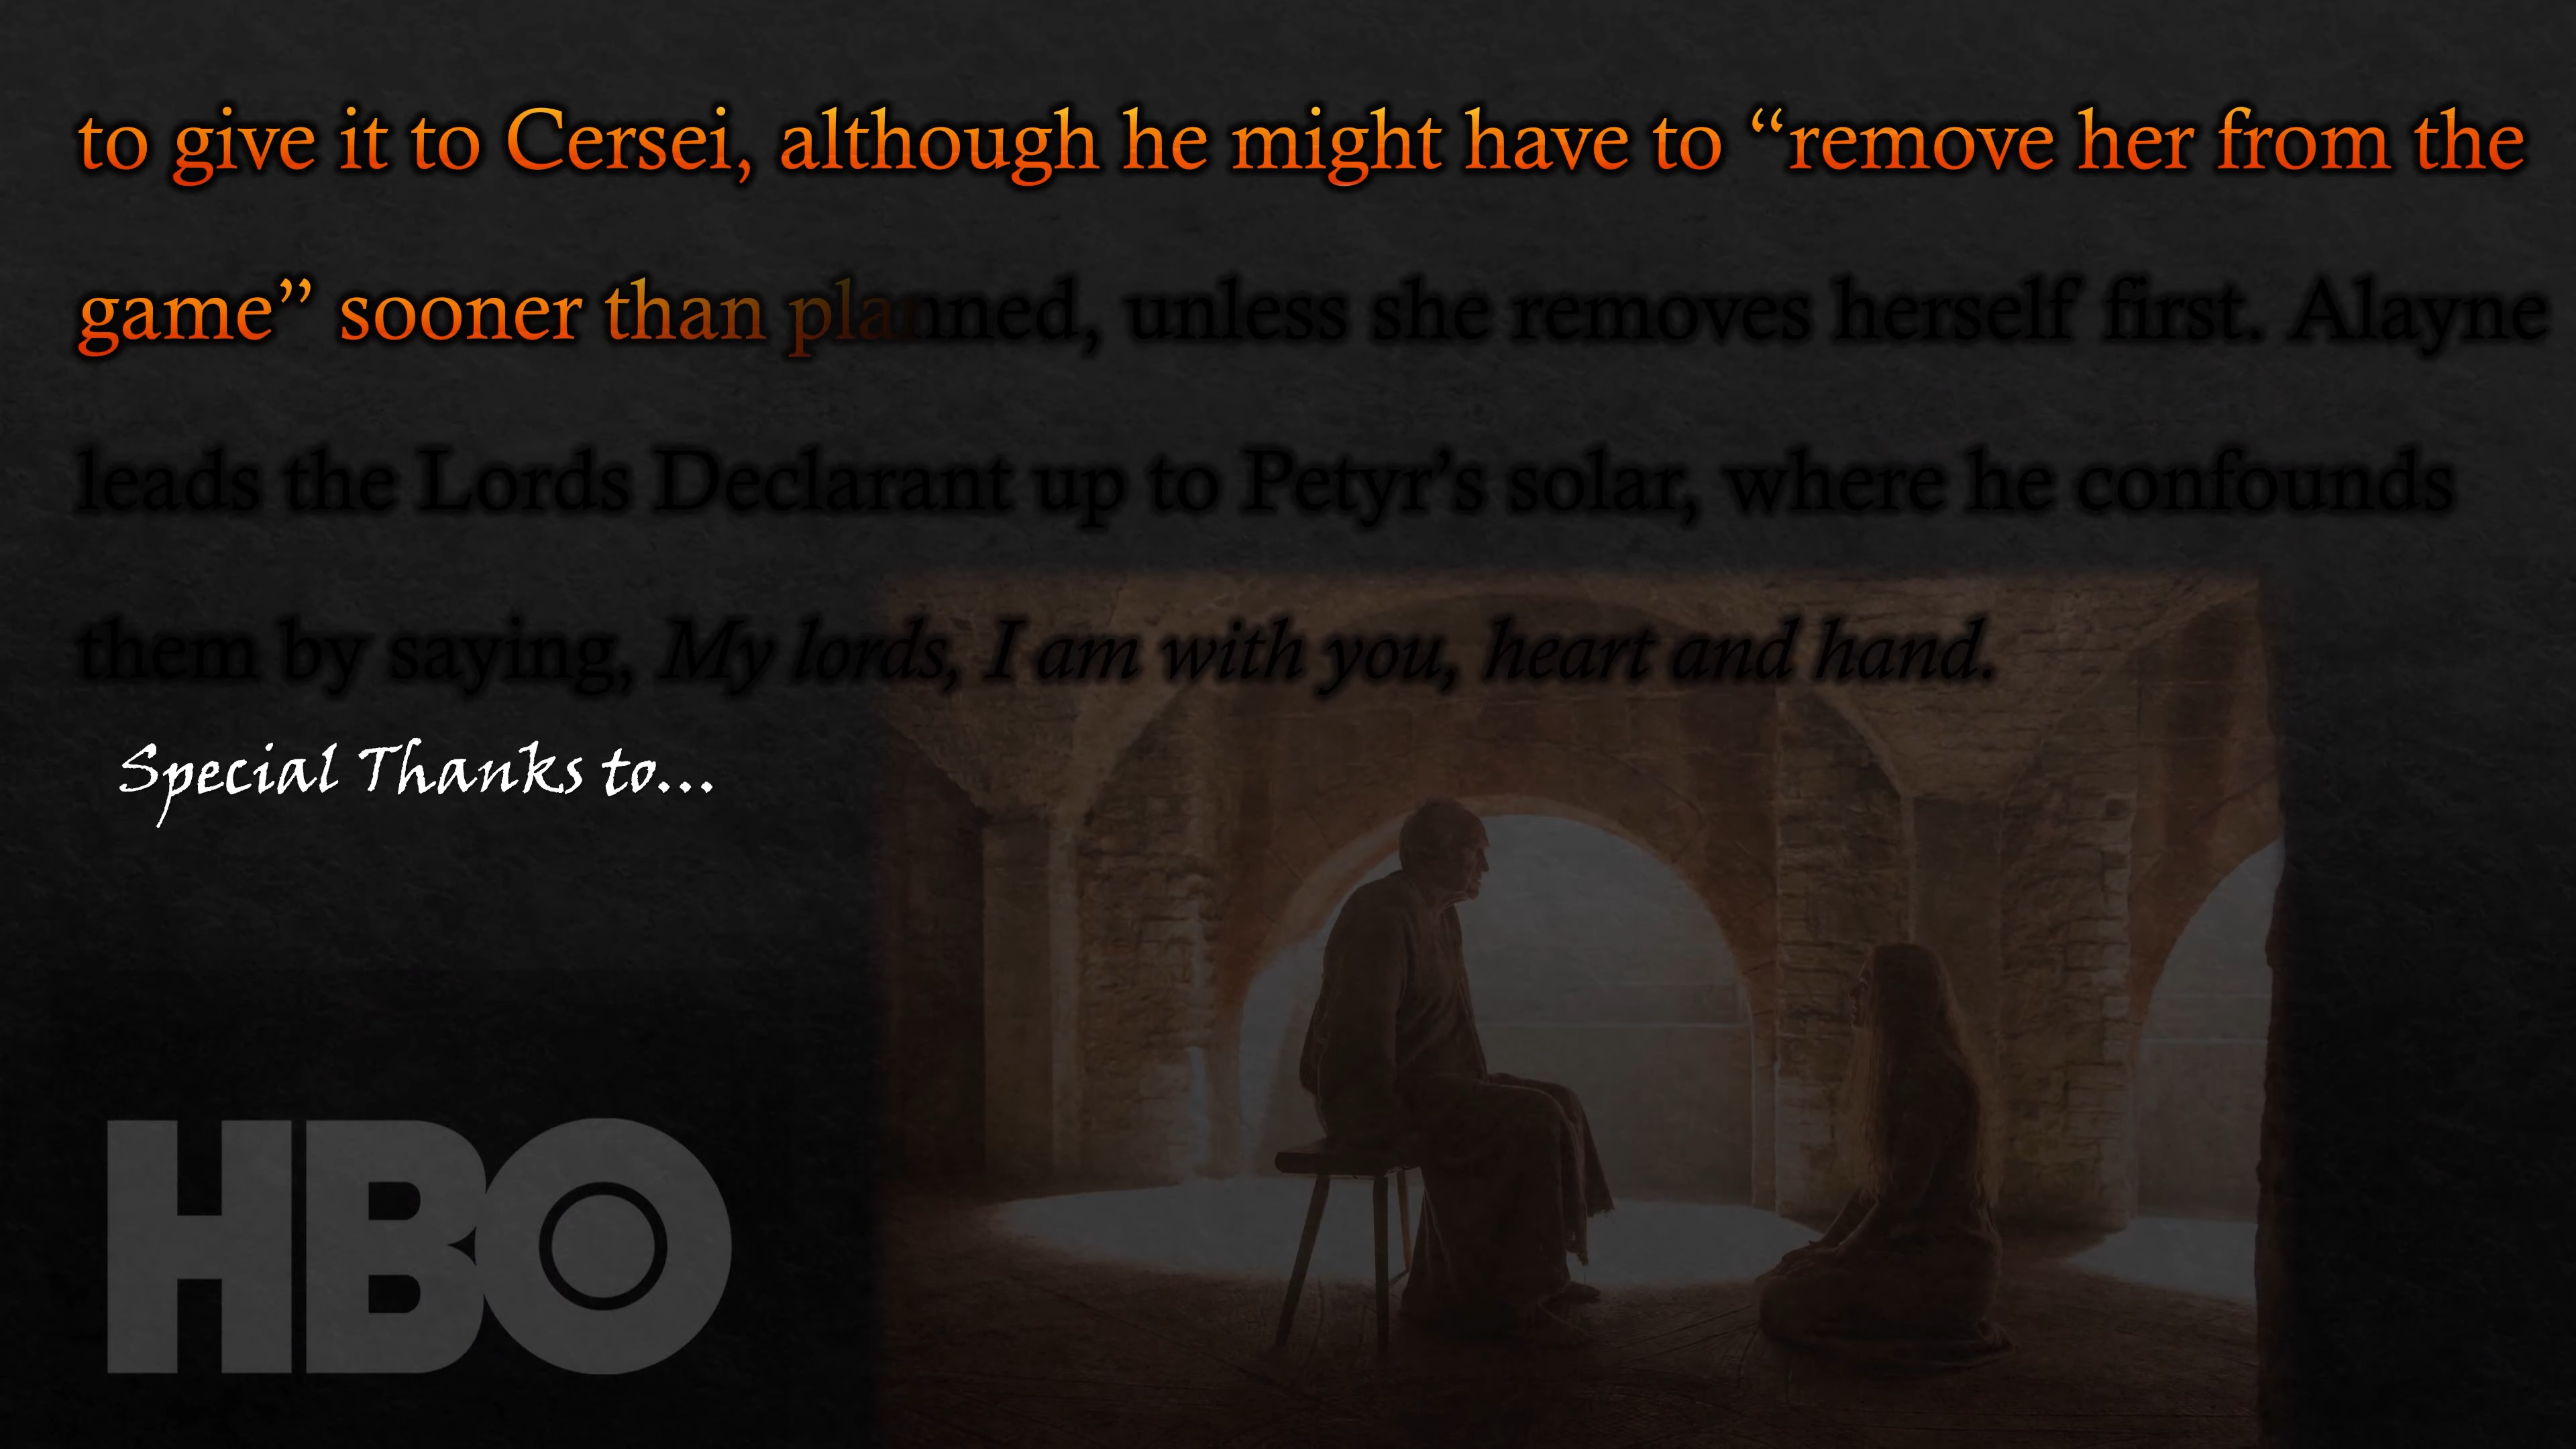 to give it to Cersei, although he might have to “remove her from the
game” sooner than planned, unless she removes herself first. Alayne
leads the Lords Declarant up to Petyr’s solar, where he confounds
them by saying, My lords, I am with you, heart and hand.
Special Thanks to...
HBO